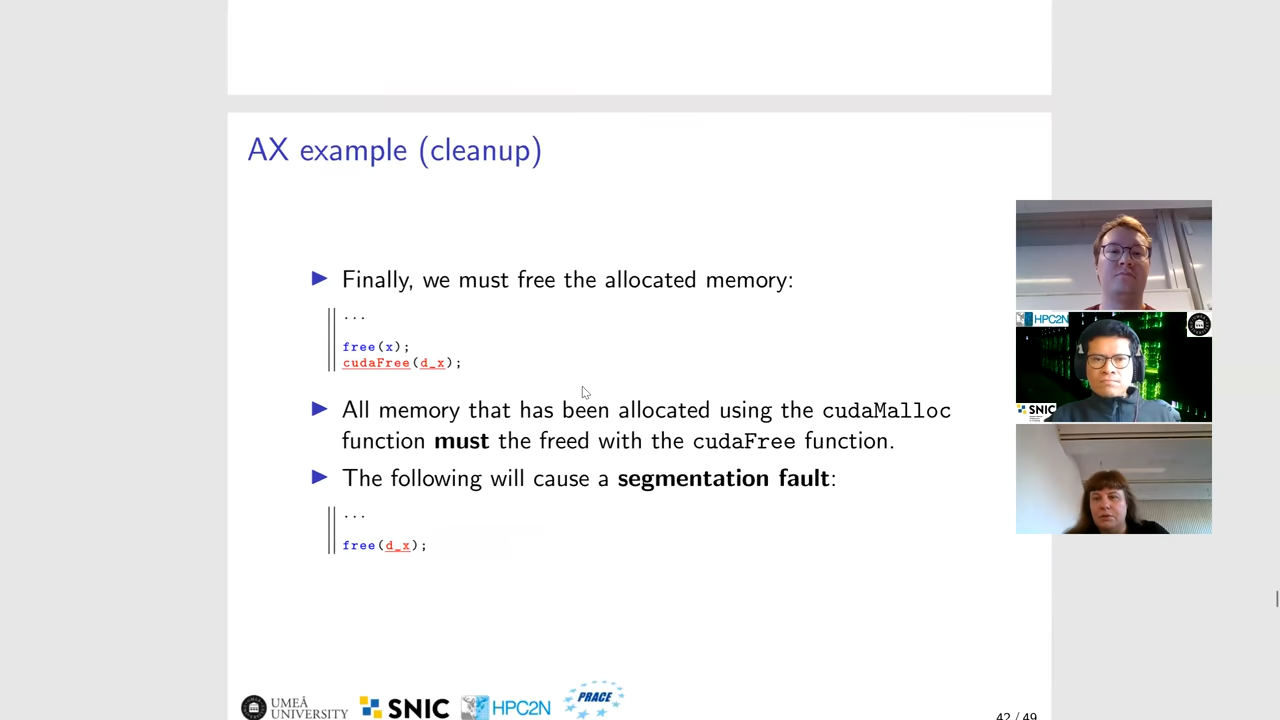 AX example (cleanup)
Finally, we must free the allocated memory:
...
free(x);
cudaFree(d_x);
All memory that has been allocated using the cudaMalloc
function must the freed with the cudaFree function.
The following will cause a segmentation fault:
...
free(d_x);
UMEÅ
UNIVERSITY
SNIC
HPC2N
PRACE
42 / 49
HPC2N
SNIC